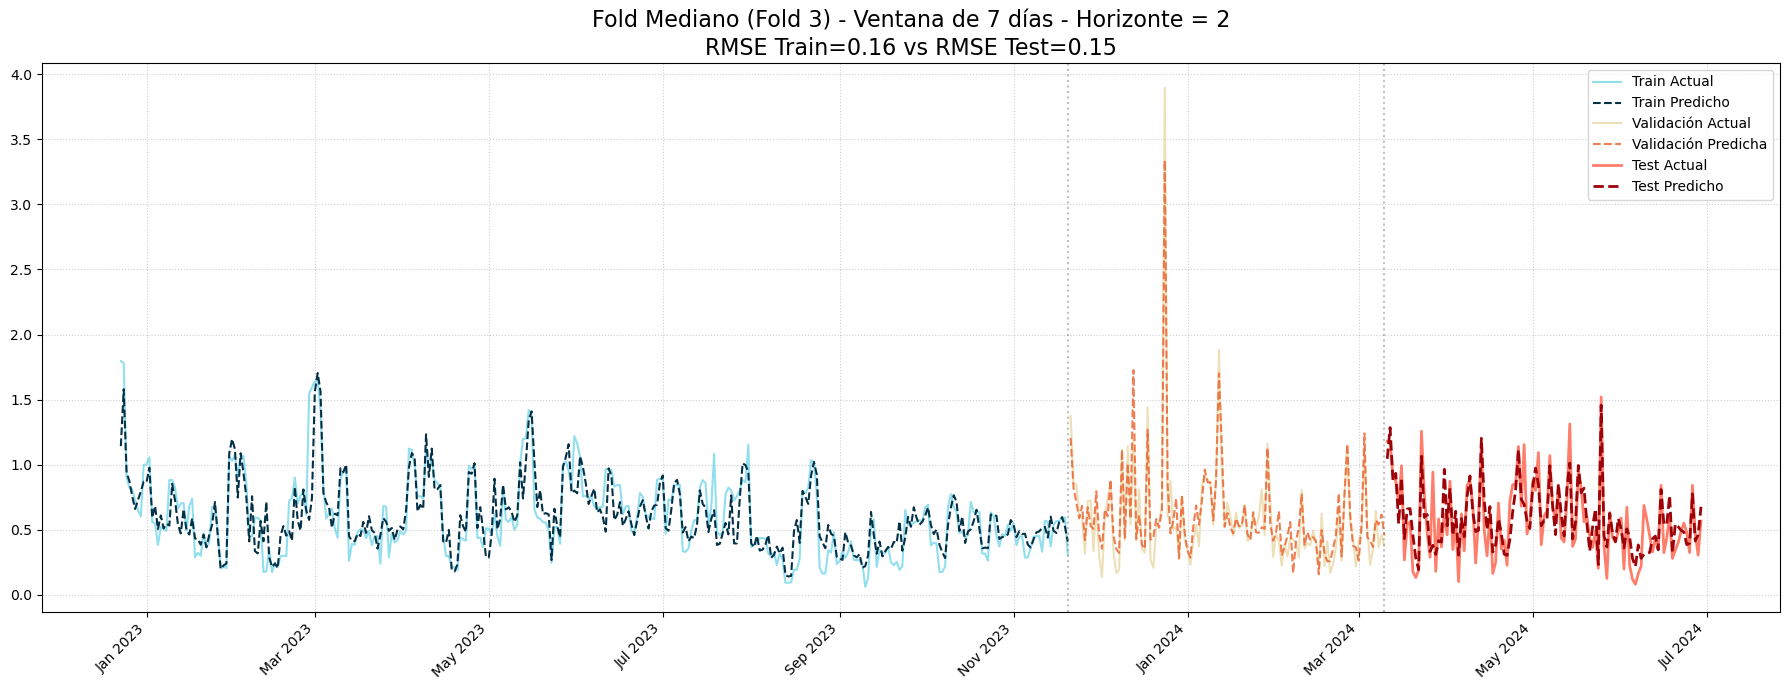 Fold Mediano (Fold 3) - Ventana de 7 días - Horizonte = 2
RMSE Train=0.16 vs RMSE Test=0.15
4.0
3.5
3.0
2.5
2.0
1.5
1.0
0.5
0.0
Train Actual
Train Predicho
Validación Actual
Validación Predicha
Test Actual
Test Predicho
Jan 2023
Mar 2023
May 2023
Jul 2023
Sep 2023
Nov 2023
Jan 2024
Mar 2024
May 2024
Jul 2024